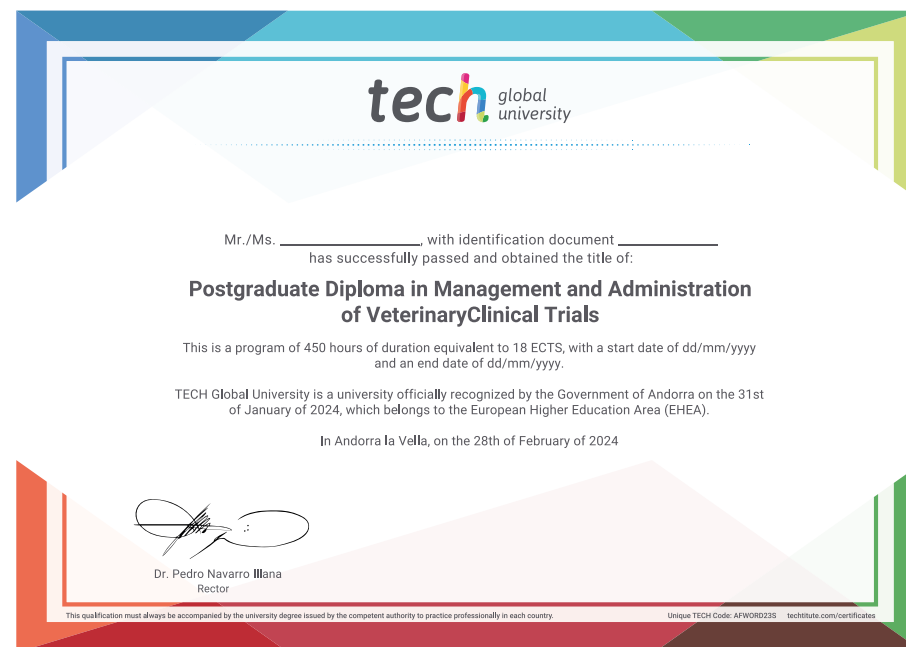 tech global university
Mr./Ms. ____________________, with identification document ______________
has successfully passed and obtained the title of:
Postgraduate Diploma in Management and Administration
of VeterinaryClinical Trials
This is a program of 450 hours of duration equivalent to 18 ECTS, with a start date of dd/mm/yyyy
and an end date of dd/mm/yyyy.
TECH Global University is a university officially recognized by the Government of Andorra on the 31st
of January of 2024, which belongs to the European Higher Education Area (EHEA).
In Andorra la Vella, on the 28th of February of 2024
Dr. Pedro Navarro Illana
Rector
This qualification must always be accompanied by the university degree issued by the competent authority to practice professionally in each country.
Unique TECH Code: AFWORD23S techtitute.com/certificates